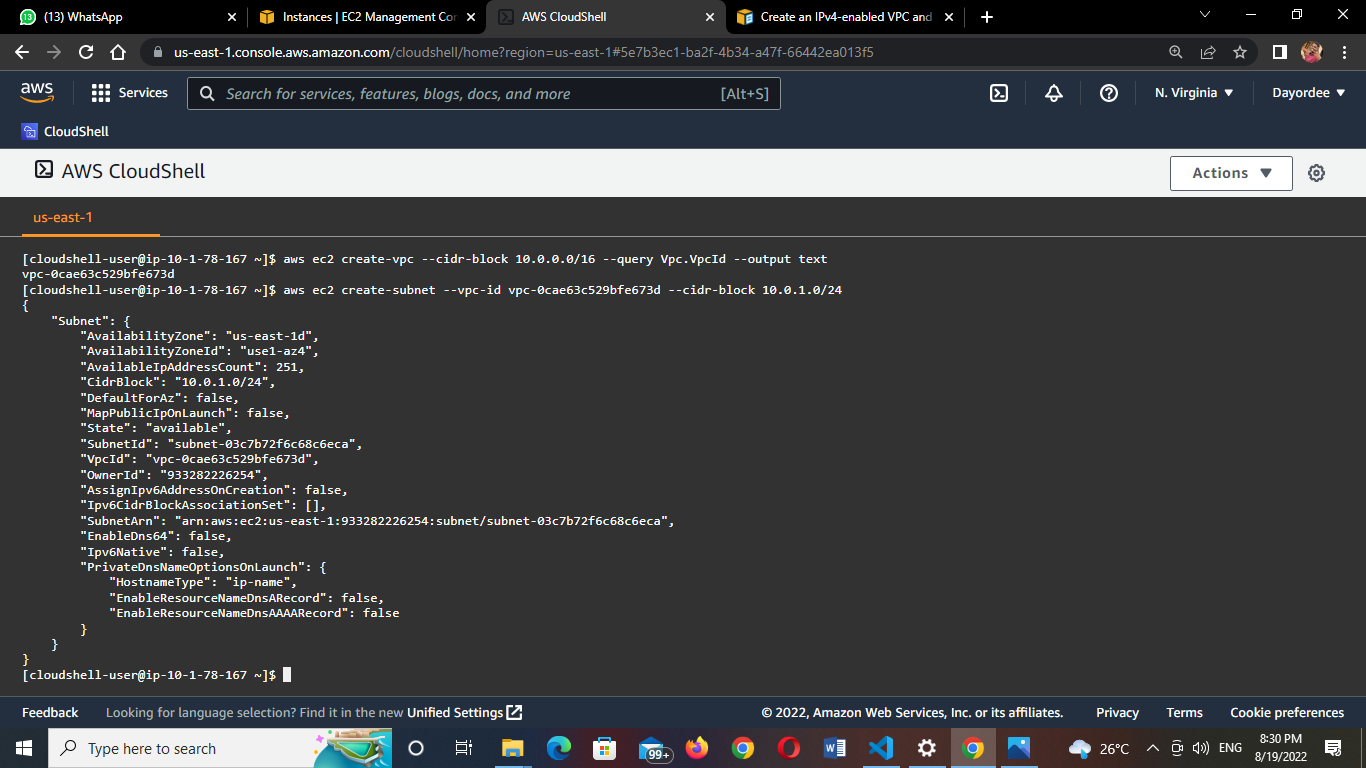 (13) WhatsApp
Instances | EC2 Management Con
AWS CloudShell
Create an IPv4-enabled VPC and
us-east-1.console.aws.amazon.com/cloudshell/home?region=us-east-1#5e7b3ec1-ba2f-4b34-a47f-66442ea013f5
aws
Services
Search for services, features, blogs, docs, and more
[Alt+S]
N. Virginia
Dayordee
CloudShell
AWS CloudShell
Actions
us-east-1
[cloudshell-user@ip-10-1-78-167 ~]$ aws ec2 create-vpc --cidr-block 10.0.0.0/16 --query Vpc.VpcId --output text
vpc-0cae63c529bfe673d
[cloudshell-user@ip-10-1-78-167 ~]$ aws ec2 create-subnet --vpc-id vpc-0cae63c529bfe673d --cidr-block 10.0.1.0/24
{
    "Subnet": {
        "AvailabilityZone": "us-east-1d",
        "AvailabilityZoneId": "use1-az4",
        "AvailableIpAddressCount": 251,
        "CidrBlock": "10.0.1.0/24",
        "DefaultForAz": false,
        "MapPublicIpOnLaunch": false,
        "State": "available",
        "SubnetId": "subnet-03c7b72f6c68c6eca",
        "VpcId": "vpc-0cae63c529bfe673d",
        "OwnerId": "933282226254",
        "AssignIpv6AddressOnCreation": false,
        "Ipv6CidrBlockAssociationSet": [],
        "SubnetArn": "arn:aws:ec2:us-east-1:933282226254:subnet/subnet-03c7b72f6c68c6eca",
        "EnableDns64": false,
        "Ipv6Native": false,
        "PrivateDnsNameOptionsOnLaunch": {
            "HostnameType": "ip-name",
            "EnableResourceNameDnsARecord": false,
            "EnableResourceNameDnsAAAARecord": false
        }
    }
}
[cloudshell-user@ip-10-1-78-167 ~]$
Feedback
Looking for language selection? Find it in the new Unified Settings
© 2022, Amazon Web Services, Inc. or its affiliates.
Privacy
Terms
Cookie preferences
Type here to search
99+
26°C
ENG
8:30 PM
8/19/2022